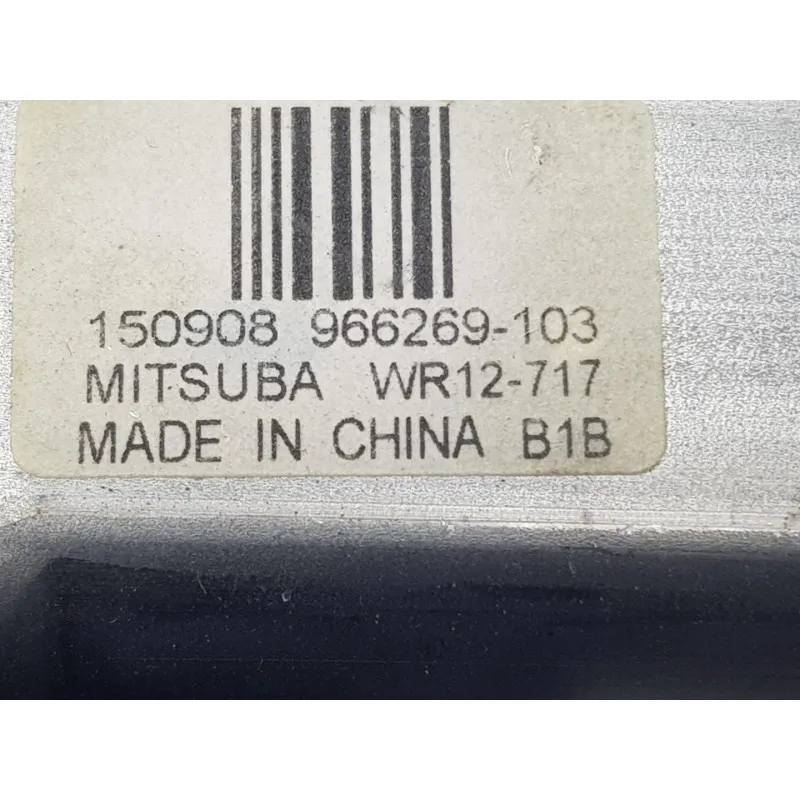 150908 966269-103
MITSUBA WR12-717
MADE IN CHINA B1B